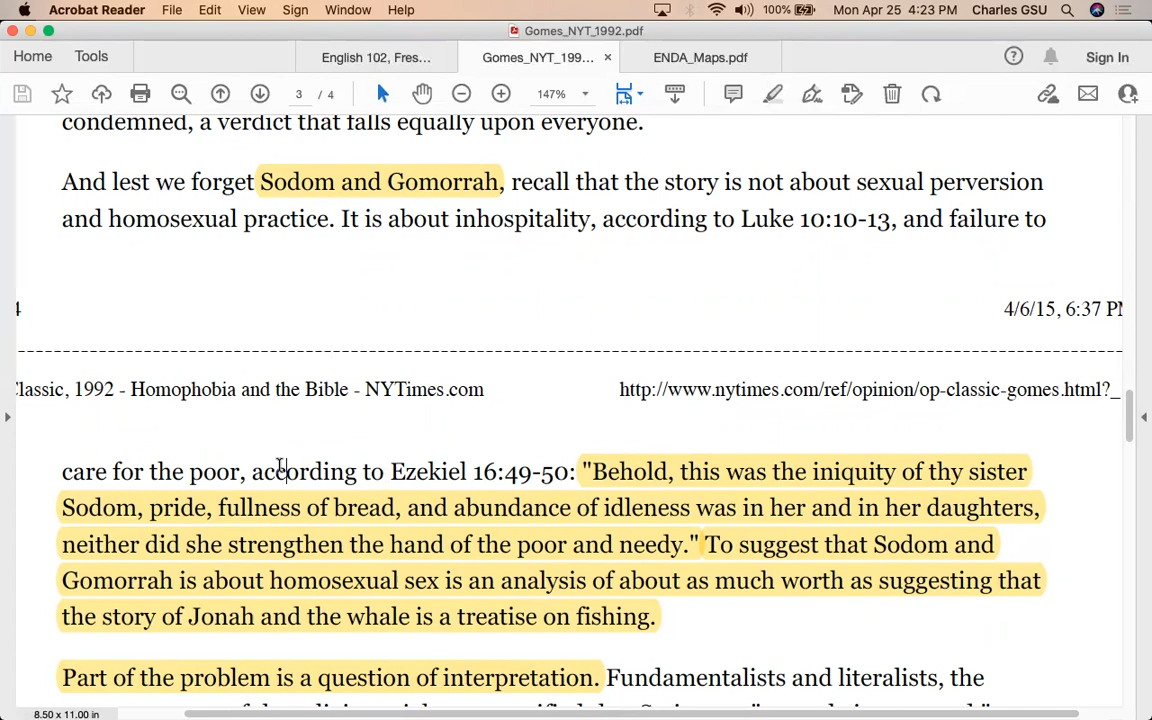 Acrobat Reader File Edit View Sign Window Help 100% Mon Apr 25 4:23 PM Charles GSU
Gomes_NYT_1992.pdf
Home Tools English 102, Fres... Gomes_NYT_199... × ENDA_Maps.pdf Sign In
3 / 4 147%
condemned, a verdict that falls equally upon everyone.
And lest we forget Sodom and Gomorrah, recall that the story is not about sexual perversion
and homosexual practice. It is about inhospitality, according to Luke 10:10-13, and failure to
4 4/6/15, 6:37 PM
lassic, 1992 - Homophobia and the Bible - NYTimes.com http://www.nytimes.com/ref/opinion/op-classic-gomes.html?_
care for the poor, according to Ezekiel 16:49-50: "Behold, this was the iniquity of thy sister
Sodom, pride, fullness of bread, and abundance of idleness was in her and in her daughters,
neither did she strengthen the hand of the poor and needy." To suggest that Sodom and
Gomorrah is about homosexual sex is an analysis of about as much worth as suggesting that
the story of Jonah and the whale is a treatise on fishing.
Part of the problem is a question of interpretation. Fundamentalists and literalists, the
8.50 x 11.00 in